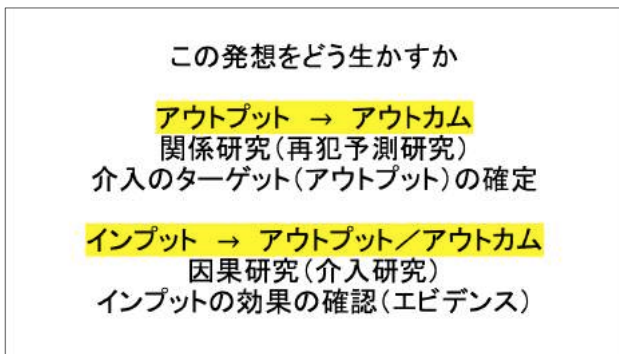 この発想をどう生かすか
アウトプット → アウトカム
関係研究(再犯予測研究)
介入のターゲット(アウトプット)の確定
インプット → アウトプット／アウトカム
因果研究(介入研究)
インプットの効果の確認(エビデンス)